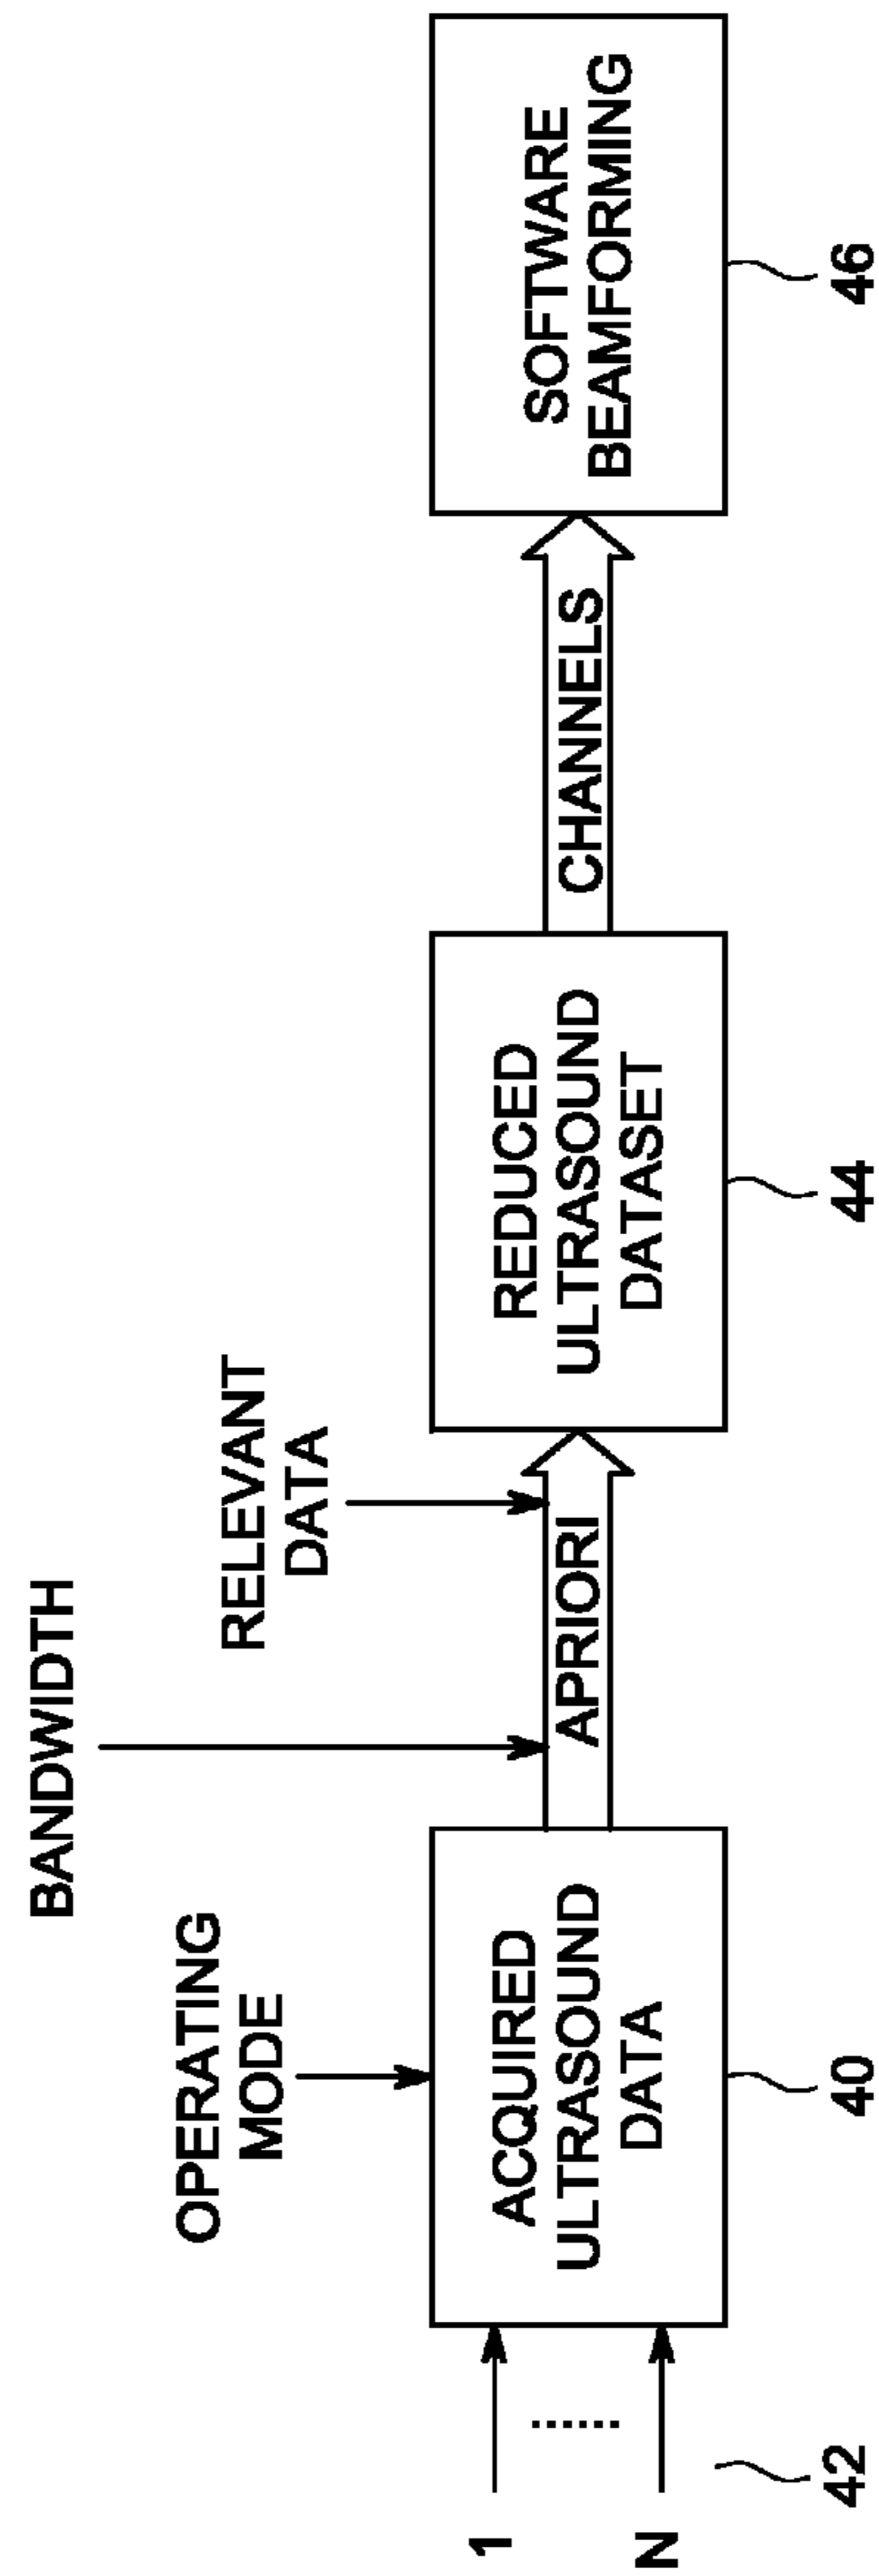 BANDWIDTH
OPERATING
MODE
RELEVANT
DATA
1
N
42
ACQUIRED
ULTRASOUND
DATA
40
APRIORI
REDUCED
ULTRASOUND
DATASET
44
CHANNELS
SOFTWARE
BEAMFORMING
46